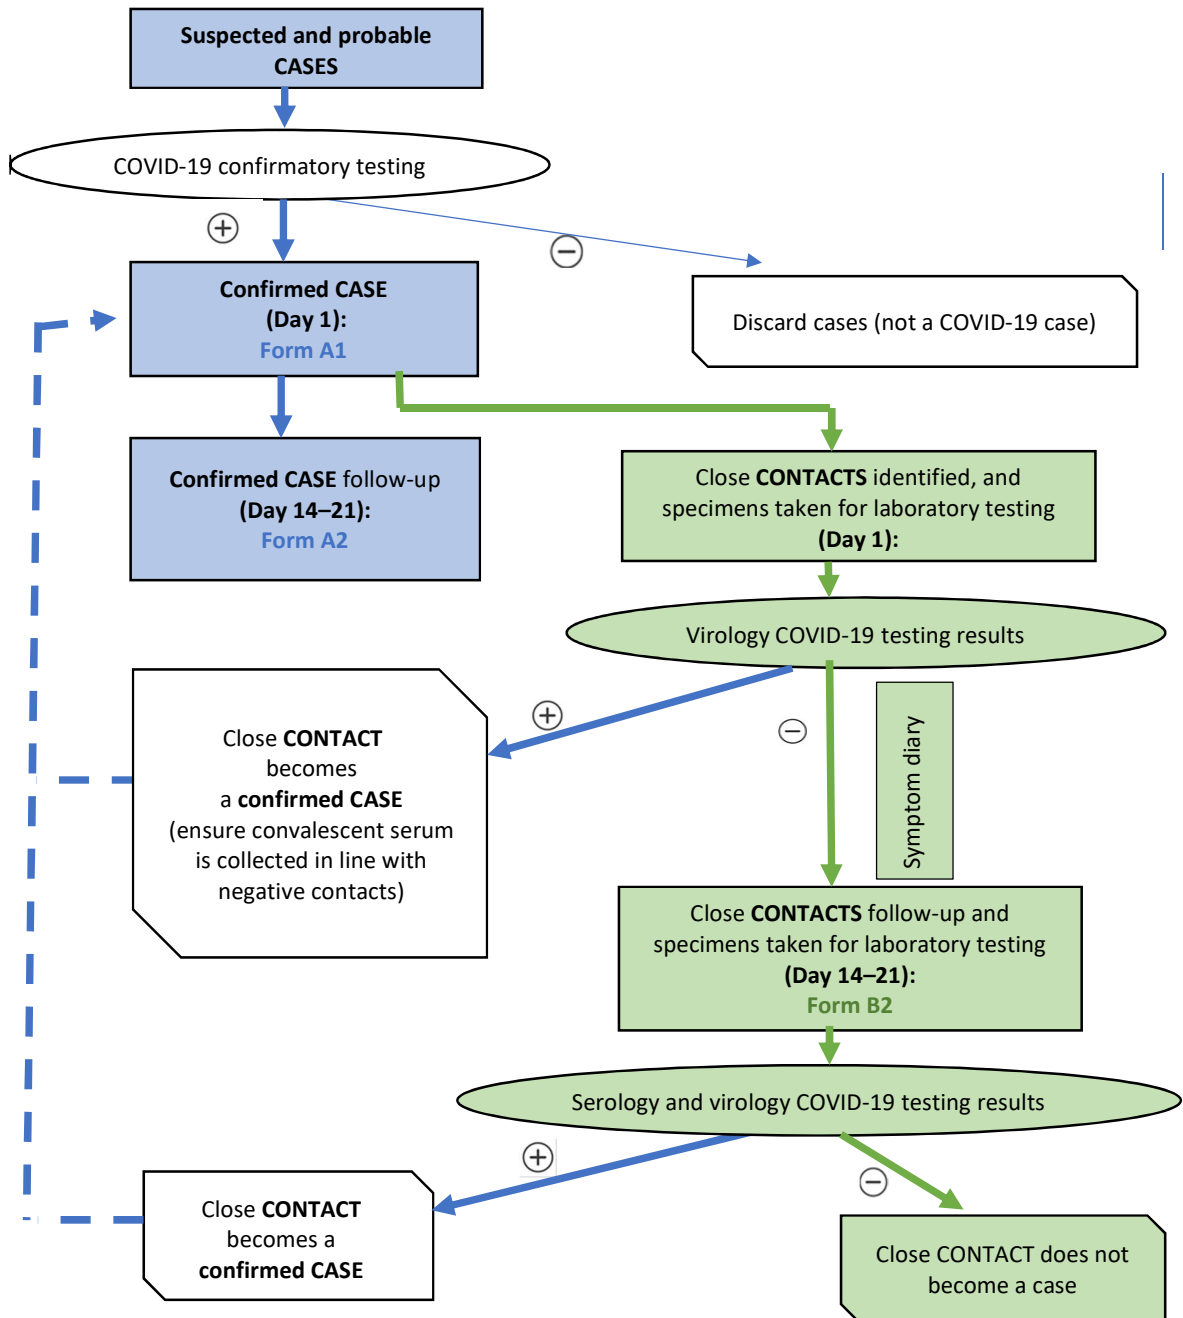 Suspected and probable
CASES
COVID-19 confirmatory testing
+
−
Confirmed CASE
(Day 1):
Form A1
Discard cases (not a COVID-19 case)
Confirmed CASE follow-up
(Day 14–21):
Form A2
Close CONTACTS identified, and
specimens taken for laboratory testing
(Day 1):
Virology COVID-19 testing results
+
−
Symptom diary
Close CONTACT
becomes
a confirmed CASE
(ensure convalescent serum
is collected in line with
negative contacts)
Close CONTACTS follow-up and
specimens taken for laboratory testing
(Day 14–21):
Form B2
Serology and virology COVID-19 testing results
+
−
Close CONTACT
becomes a
confirmed CASE
Close CONTACT does not
become a case